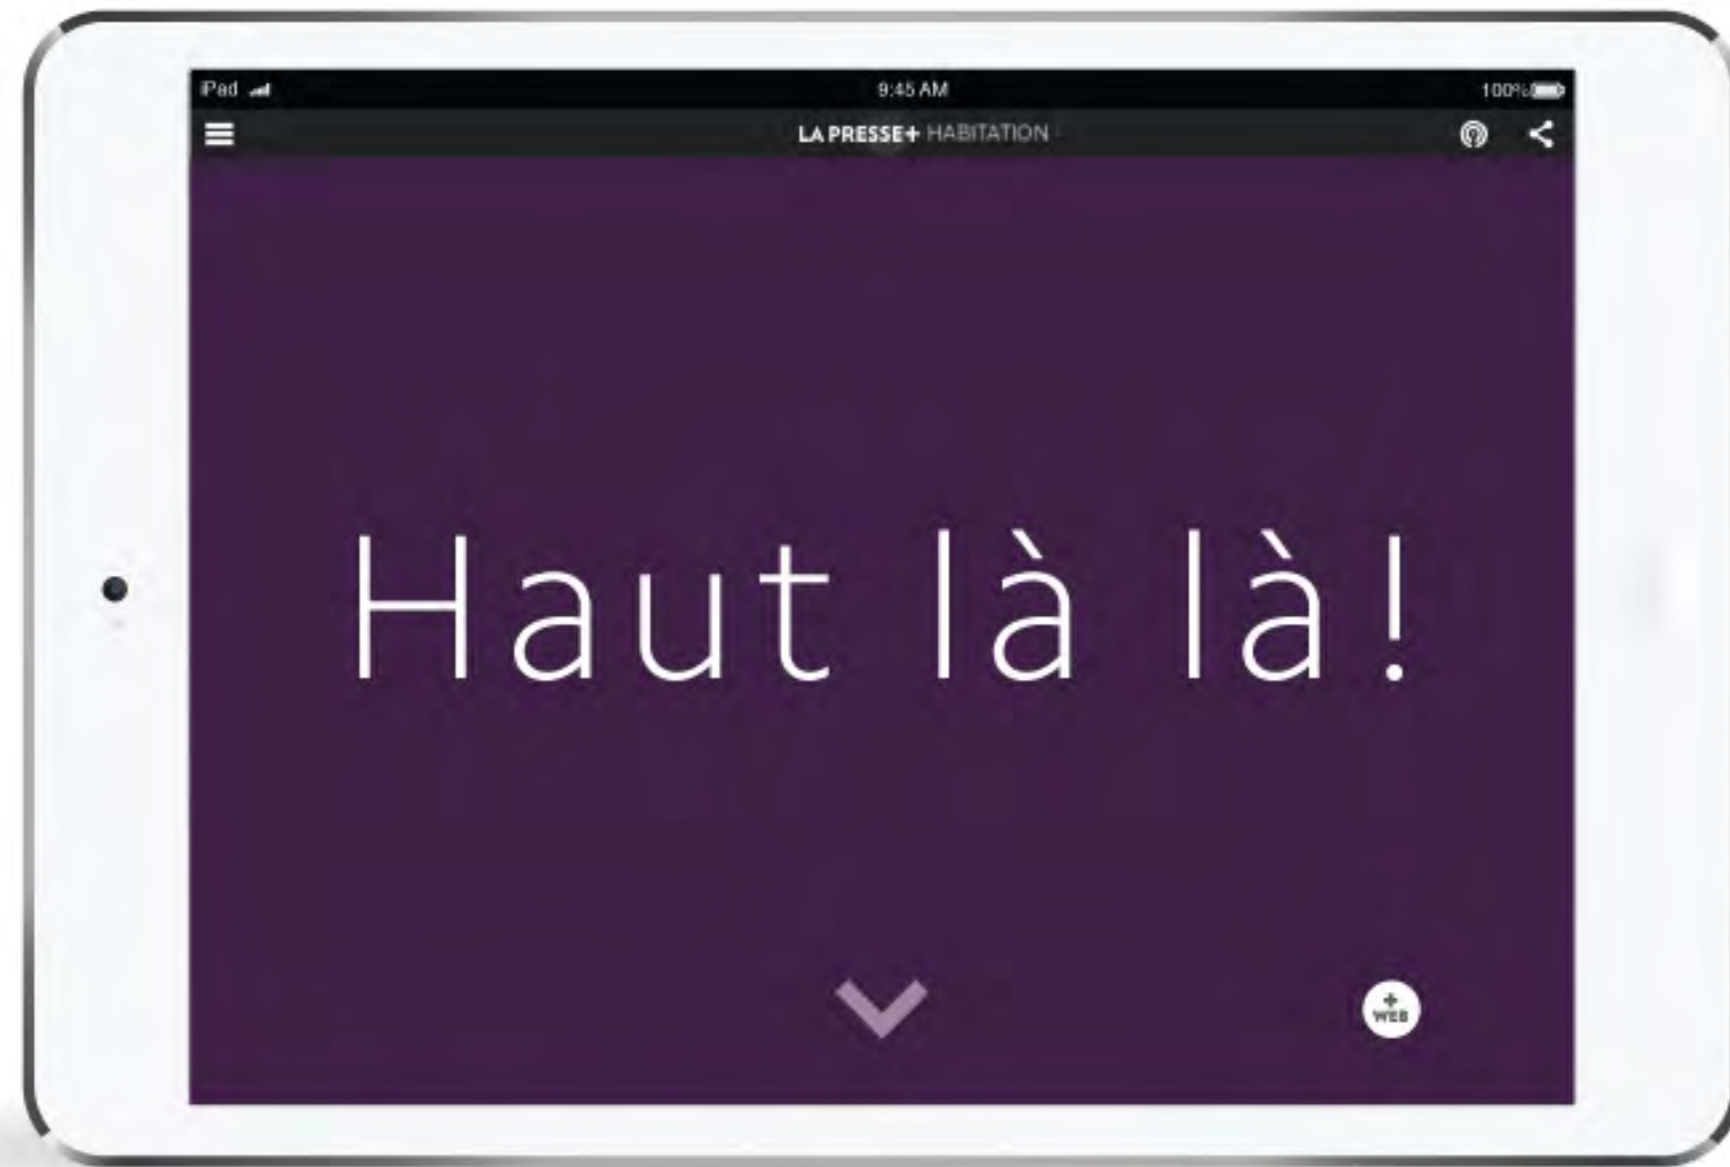 iPad 9:45 AM 100%
LA PRESSE+ HABITATION
Haut là là !
+
WEB